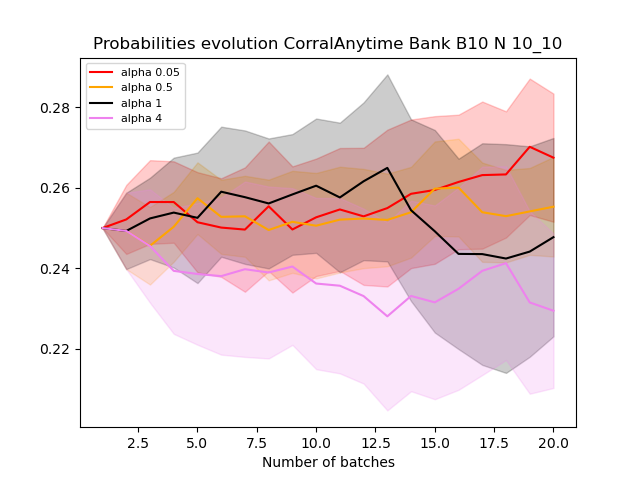 Probabilities evolution CorralAnytime Bank B10 N 10_10
alpha 0.05
alpha 0.5
alpha 1
alpha 4
0.28
0.26
0.24
0.22
2.5 5.0 7.5 10.0 12.5 15.0 17.5 20.0
Number of batches